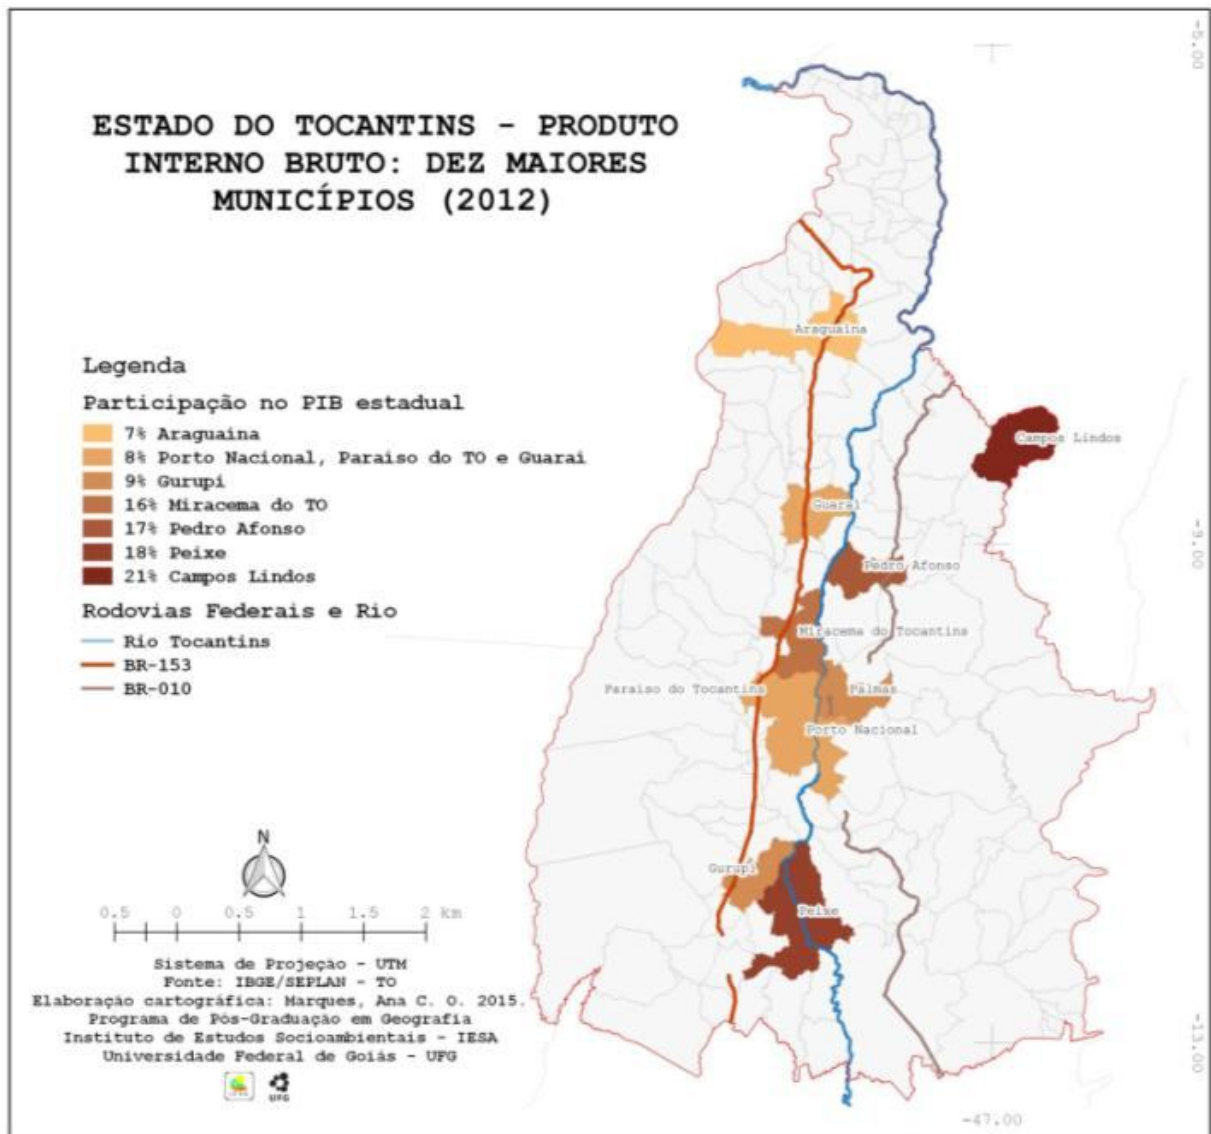 ESTADO DO TOCANTINS - PRODUTO
INTERNO BRUTO: DEZ MAIORES
MUNICÍPIOS (2012)
-5.00
Araguaina
Campos Lindos
Guarai
-9.00
Pedro Afonso
Miracema do Tocantins
Paraiso do Tocantins
Palmas
Porto Nacional
Gurupi
Peixe
-13.00
-47.00
Legenda
Participação no PIB estadual
7% Araguaina
8% Porto Nacional, Paraiso do TO e Guarai
9% Gurupi
16% Miracema do TO
17% Pedro Afonso
18% Peixe
21% Campos Lindos
Rodovias Federais e Rio
Rio Tocantins
BR-153
BR-010
N
0.5 0 0.5 1 2 km
Sistema de Projeção - UTM
Fonte: IBGE/SEPLAN - TO
Elaboração cartográfica: Marques, Ana C. O. 2015.
Programa de Pós-Graduação em Geografia
Instituto de Estudos Socioambientais - IESA
Universidade Federal de Goiás - UFG
UFG